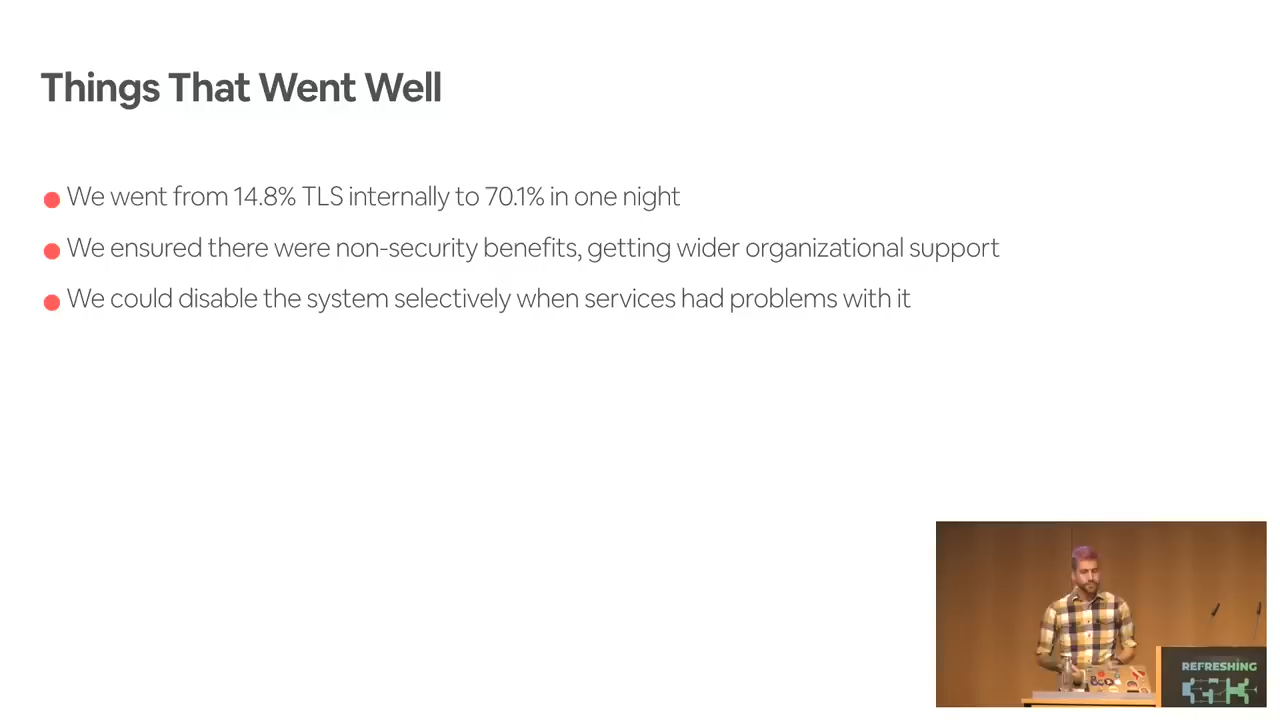 Things That Went Well
We went from 14.8% TLS internally to 70.1% in one night
We ensured there were non-security benefits, getting wider organizational support
We could disable the system selectively when services had problems with it
REFRESHING